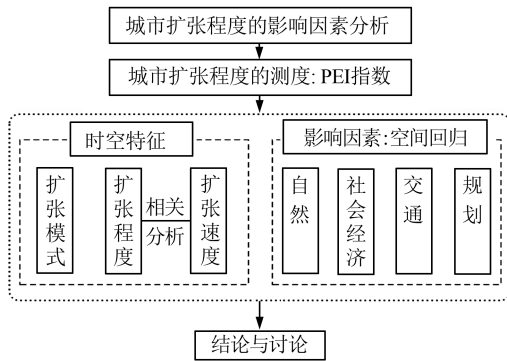 城市扩张程度的影响因素分析
城市扩张程度的测度: PEI指数
时空特征
扩张模式
扩张程度
相关
分析
扩张速度
影响因素:空间回归
自然
社会经济
交通
规划
结论与讨论